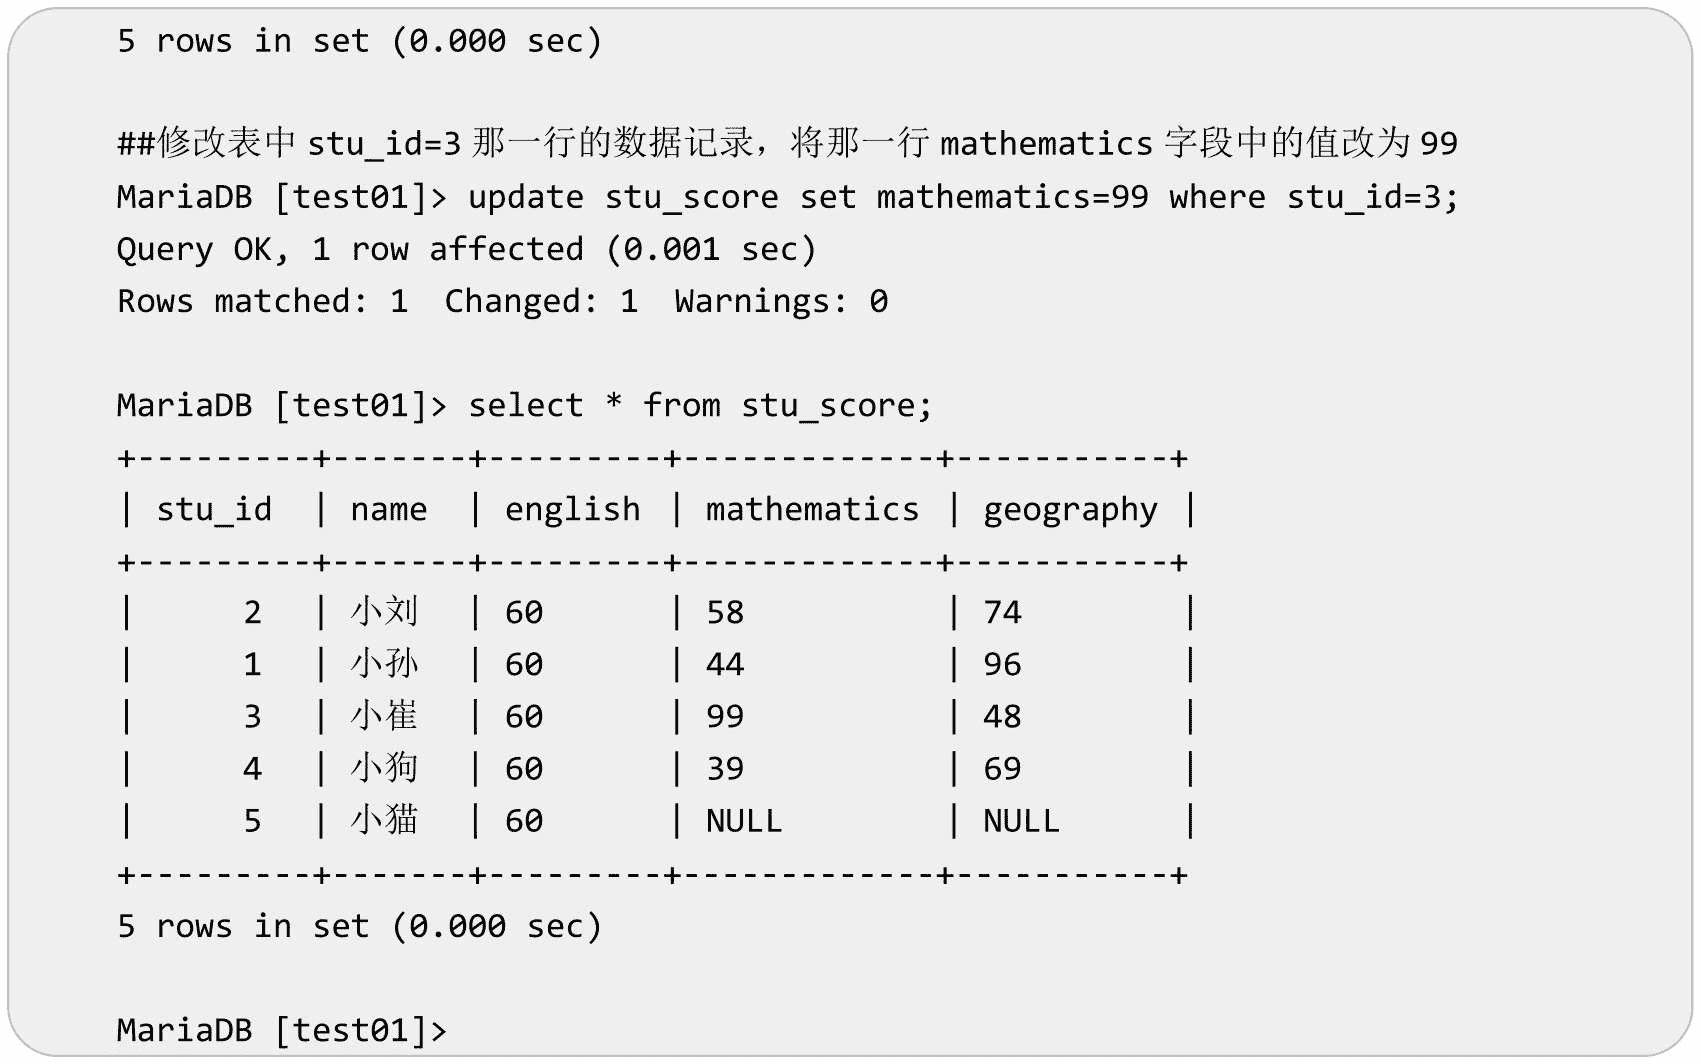 5 rows in set (0.000 sec)
##修改表中 stu_id=3 那一行的数据记录，将那一行 mathematics 字段中的值改为 99
MariaDB [test01]> update stu_score set mathematics=99 where stu_id=3;
Query OK, 1 row affected (0.001 sec)
Rows matched: 1  Changed: 1  Warnings: 0
MariaDB [test01]> select * from stu_score;
+---------+-------+---------+-------------+-----------+
| stu_id  | name  | english | mathematics | geography |
+---------+-------+---------+-------------+-----------+
|      2  | 小刘  | 60      | 58          | 74        |
|      1  | 小孙  | 60      | 44          | 96        |
|      3  | 小崔  | 60      | 99          | 48        |
|      4  | 小狗  | 60      | 39          | 69        |
|      5  | 小猫  | 60      | NULL        | NULL      |
+---------+-------+---------+-------------+-----------+
5 rows in set (0.000 sec)
MariaDB [test01]>